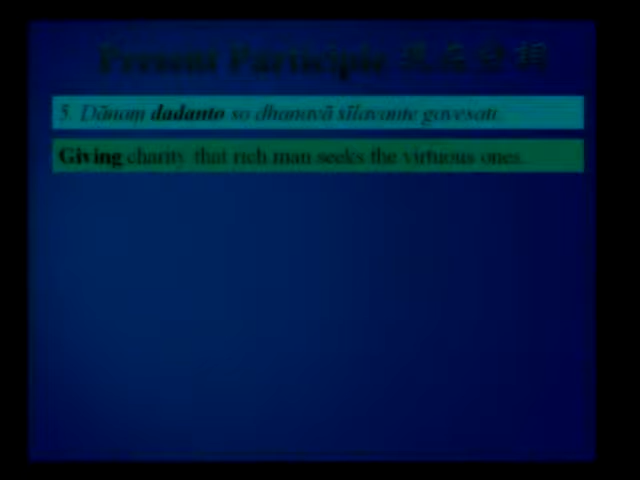 Present Participle 現在分詞
5. Dānaṃ dadanto so dhanavā sīlavante gavesati.
Giving charity that rich man seeks the virtuous ones.